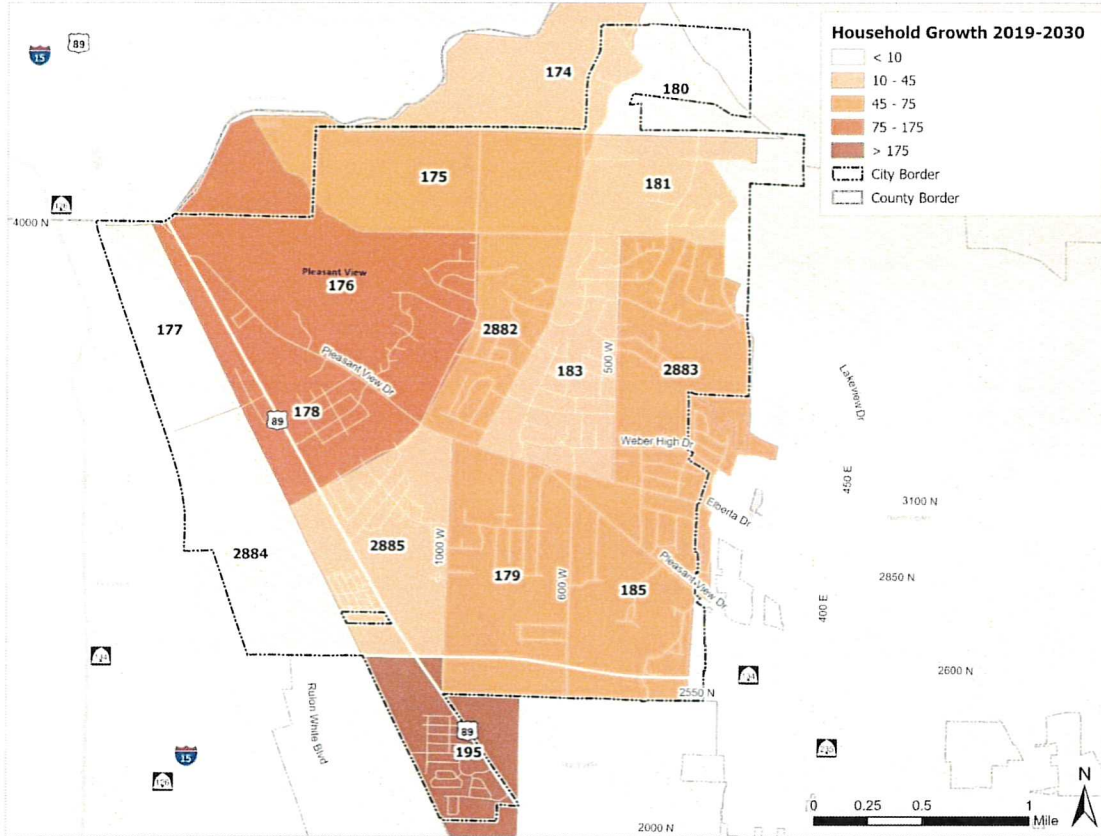 Household Growth 2019-2030
< 10
10 - 45
45 - 75
75 - 175
> 175
City Border
County Border
89
15
174
180
175
181
4000 N
Pleasant View
176
177
2882
183
500 W
2883
Pleasant View Dr
178
89
Lakeview Dr
Weber High Dr
450 E
3100 N
Elberta Dr
2884
2885
1000 W
179
600 W
185
Pleasant View Dr
2850 N
400 E
2600 N
2550 N
Rulon White Blvd
89
195
15
126
2000 N
0 0.25 0.5 1
Mile
N